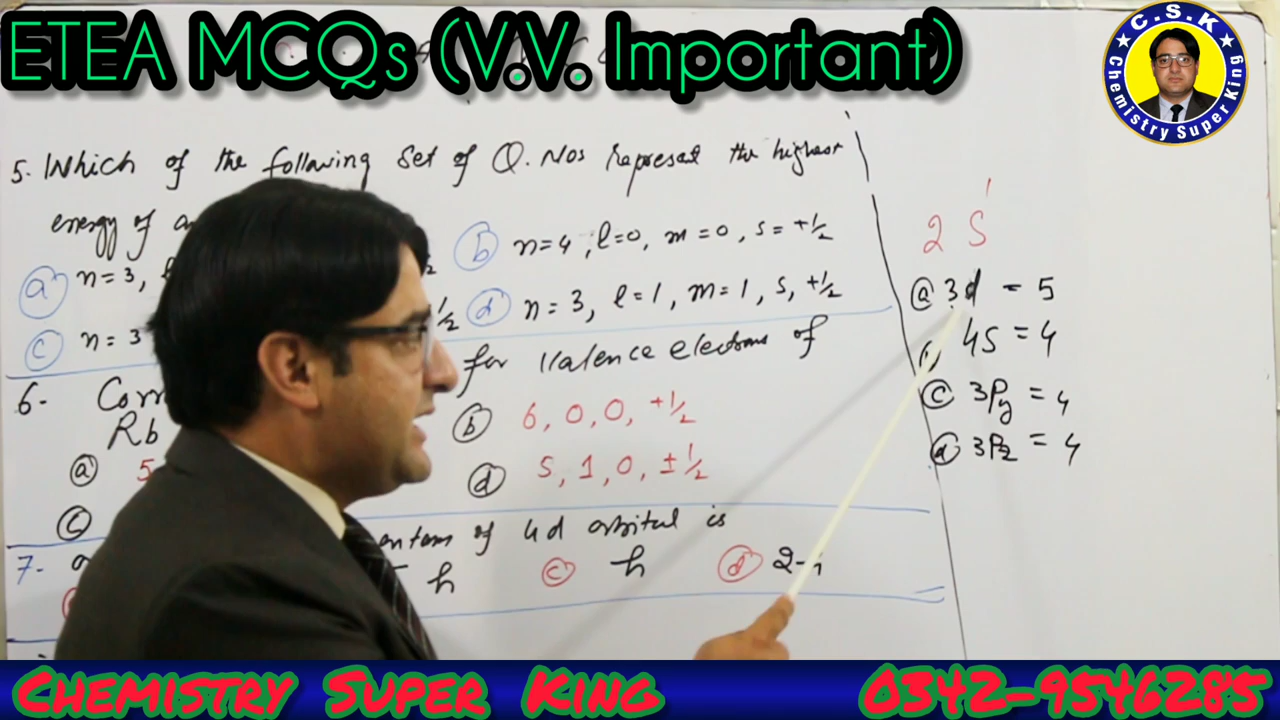 ETEA MCQs (V.V. Important)
C.S.K
Chemistry Super King
5. Which of the following Set of Q. Nos represent the highest
energy of
a n = 3,
b n = 4, l = 0, m = 0, s = +1/2
c n = 3
1/2
d n = 3, l = 1, m = 1, s, +1/2
6- for Valence electrons of
Rb
a 5
b 6, 0, 0, +1/2
c
d 5, 1, 0, ± 1/2
7- of 4d orbital is
ħ
c ħ
d
2 S1
a 3d = 5
4s = 4
c 3Py = 4
d 3Pz = 4
Chemistry Super King
0342-9546285